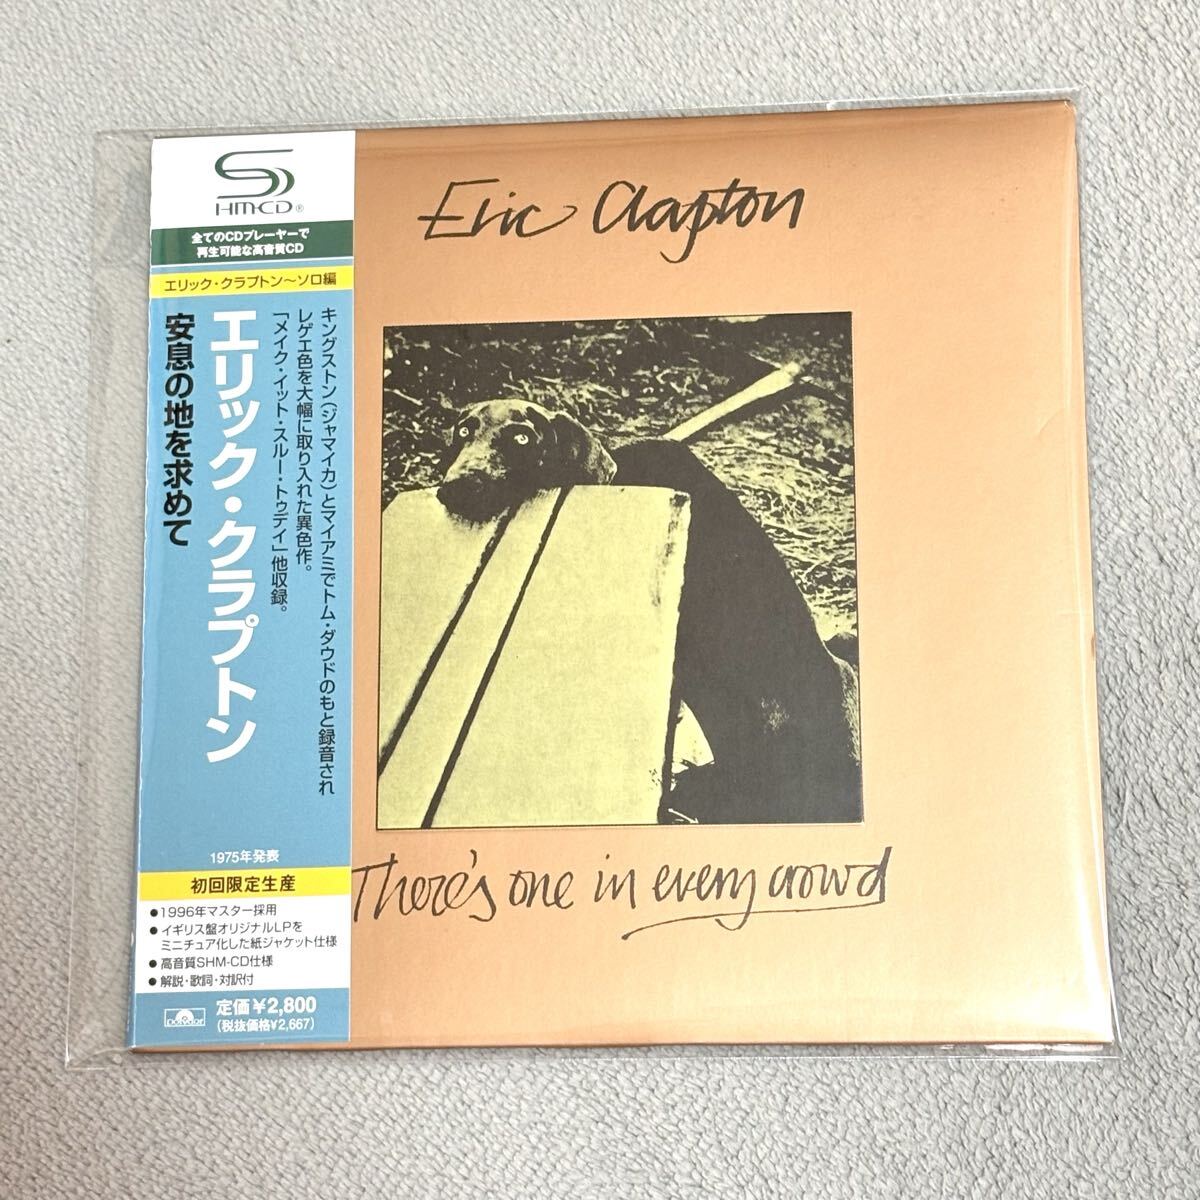 SHM-CD®
全てのCDプレーヤーで
再生可能な高音質CD
エリック・クラプトン〜ソロ編
キングストン(ジャマイカ)とマイアミでトム・ダウドのもと録音され
レゲエ色を大幅に取り入れた異色作。
「メイク・イット・スルー・トゥデイ」他収録。
エリック・クラプトン
安息の地を求めて
1975年発表
初回限定生産
●1996年マスター採用
●イギリス盤オリジナルLPを
ミニチュア化した紙ジャケット仕様
●高音質SHM-CD仕様
●解説・歌詞・対訳付
polydor
定価¥2,800
(税抜価格¥2,667)
Eric Clapton
There's one in every crowd